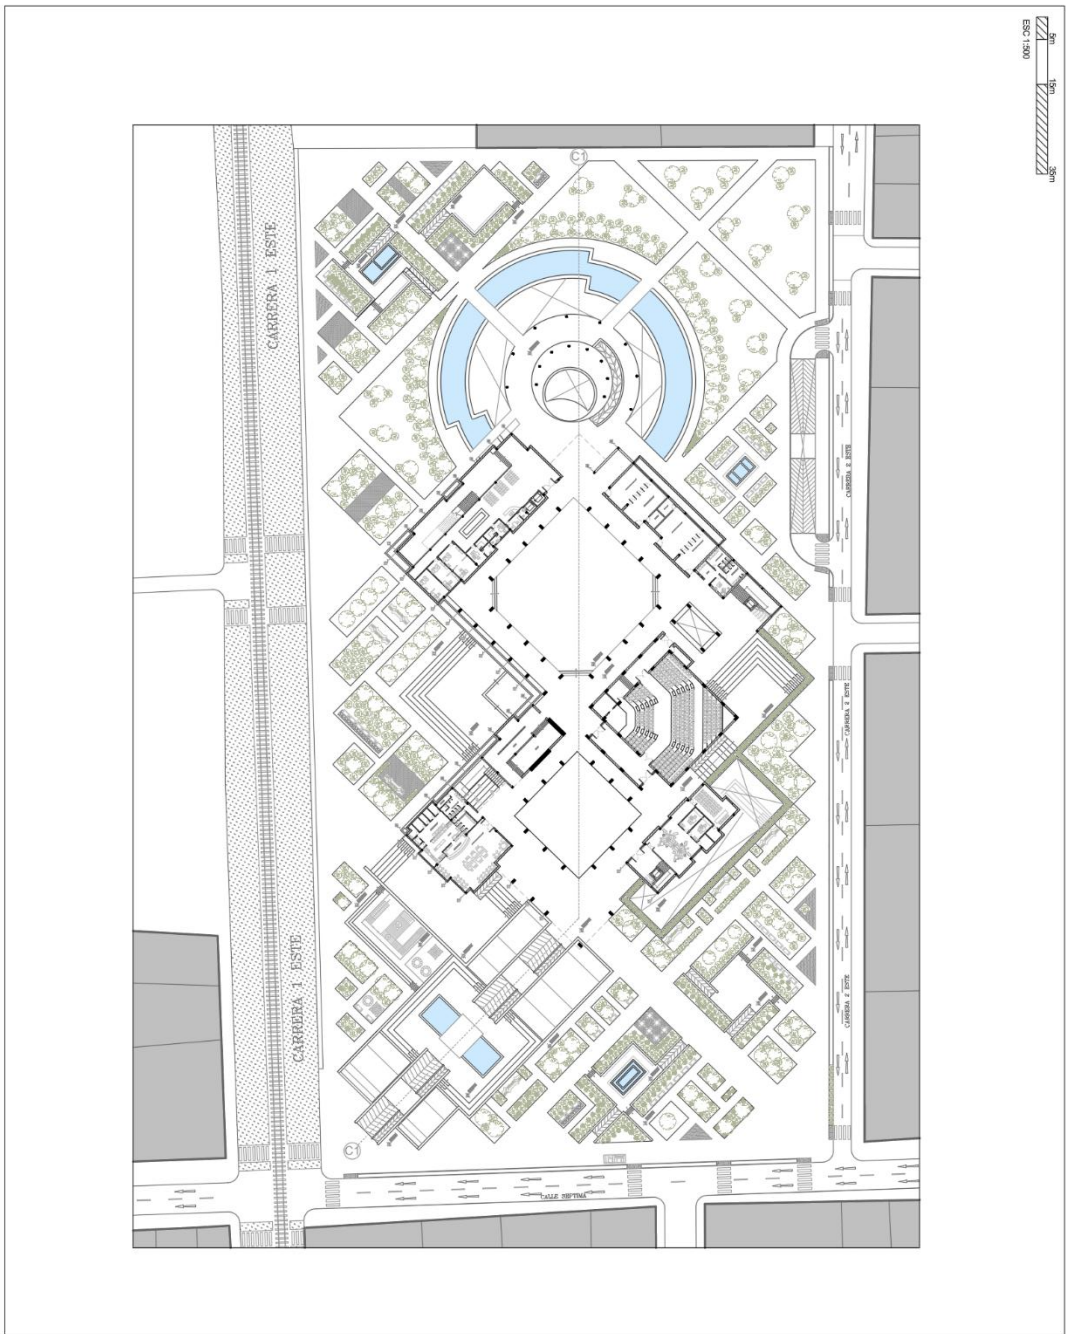 5m
15m
35m
ESC 1:500
C1
CARRERA 1 ESTE
CARRERA 2 ESTE
CARRERA 2 ESTE
CARRERA 1 ESTE
CARRERA 2 ESTE
C1
CALLE SEPTIMA